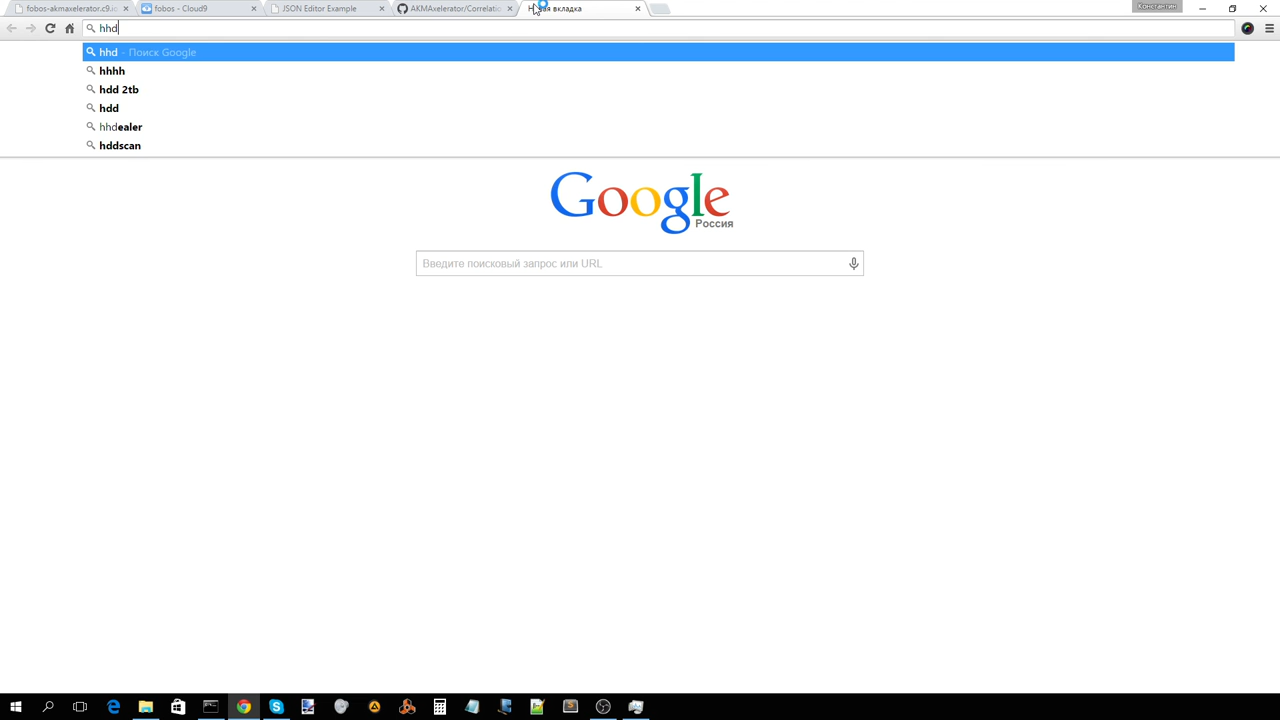 fobos-akmaxelerator.c9.io
fobos - Cloud9
JSON Editor Example
AKMAxelerator/Correlatio
вкладка
Константин
hhd
hhd - Поиск Google
hhhh
hdd 2tb
hdd
hhdealer
hddscan
Google
Россия
Введите поисковый запрос или URL